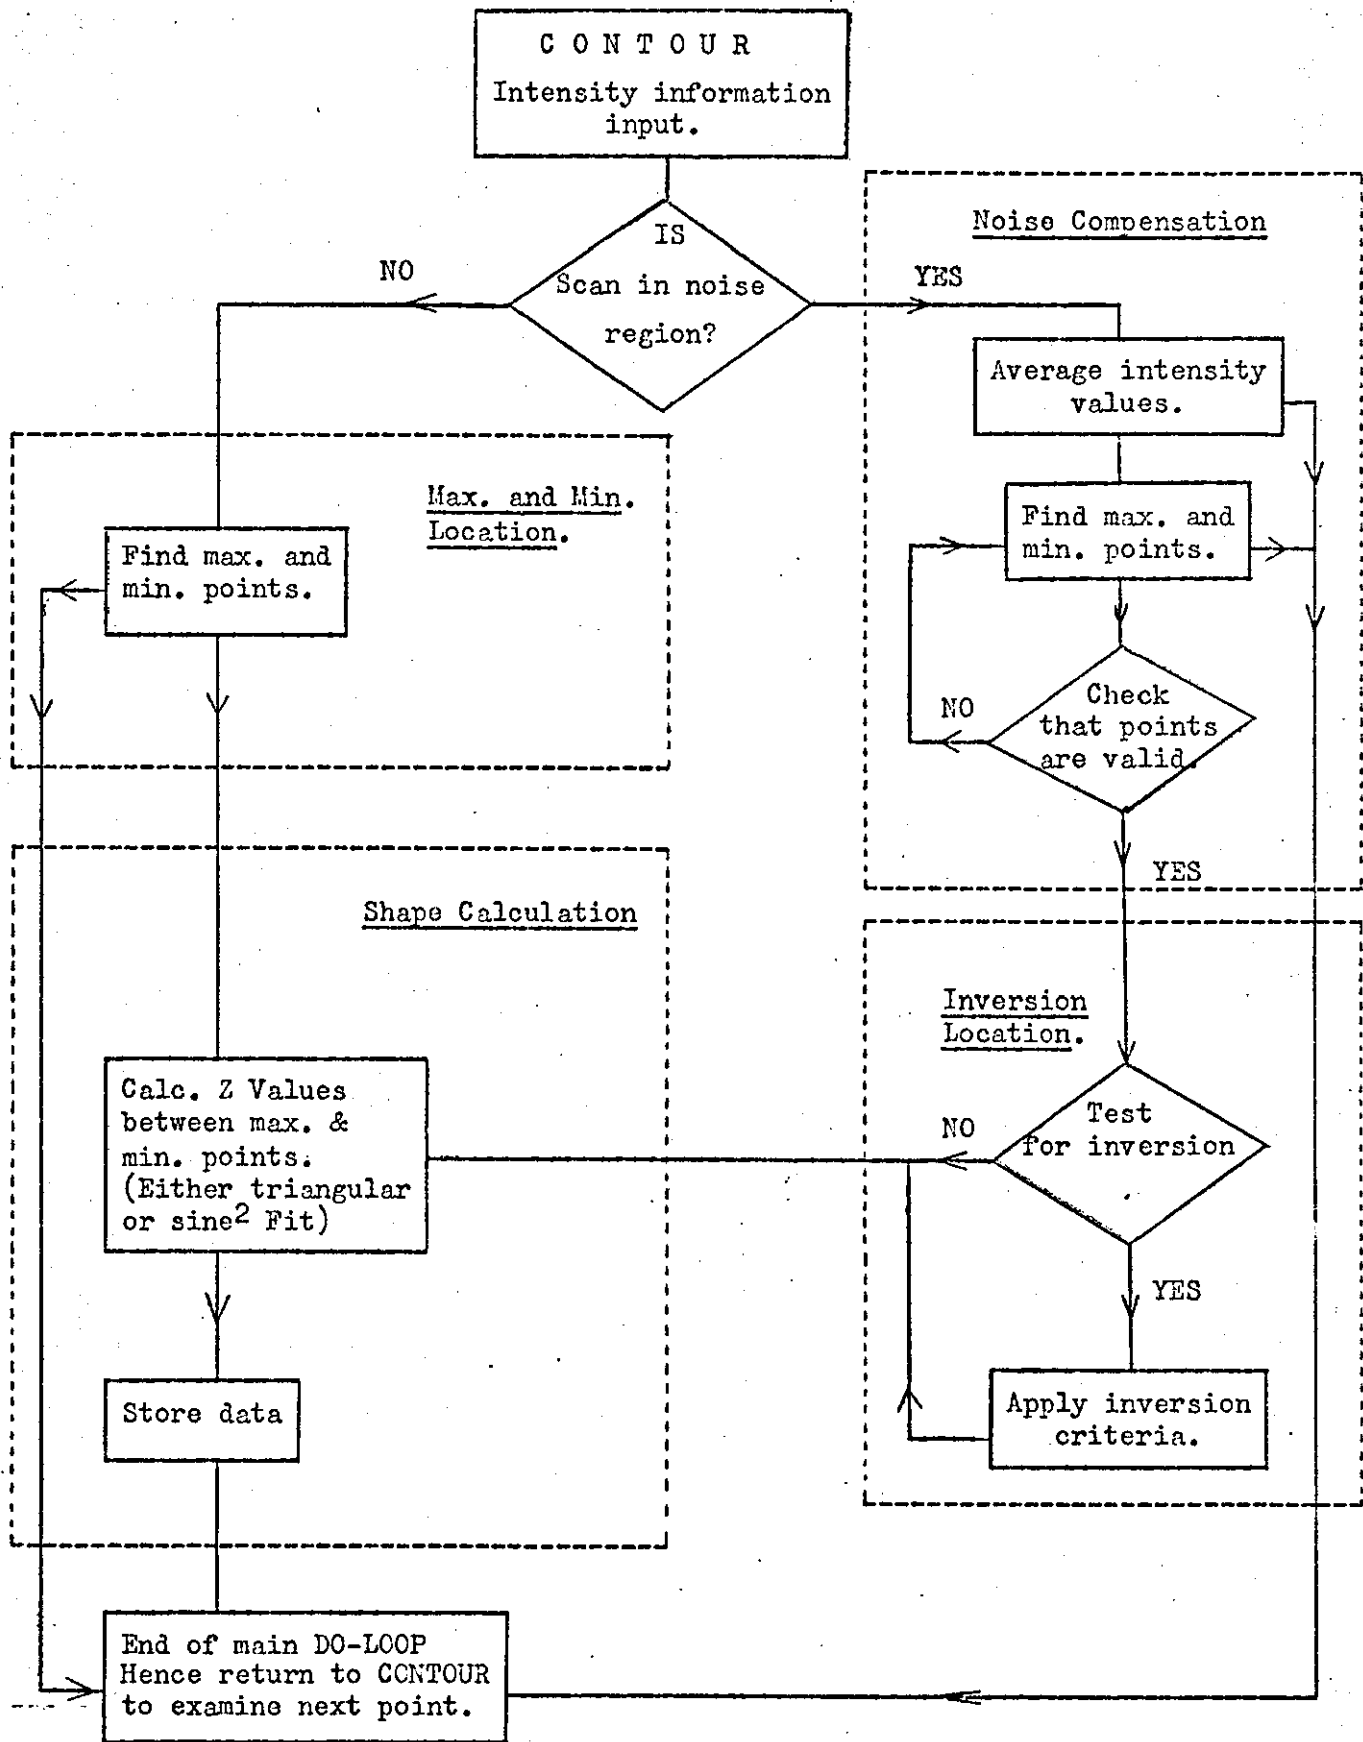 C O N T O U R
Intensity information
input.
IS
Scan in noise
region?
NO
YES
Noise Compensation
Average intensity
values.
Find max. and
min. points.
Check
that points
are valid.
NO
YES
Max. and Min.
Location.
Find max. and
min. points.
Shape Calculation
Calc. Z Values
between max. &
min. points.
(Either triangular
or sine² Fit)
Store data
Inversion
Location.
Test
for inversion
NO
YES
Apply inversion
criteria.
End of main DO-LOOP
Hence return to CONTOUR
to examine next point.